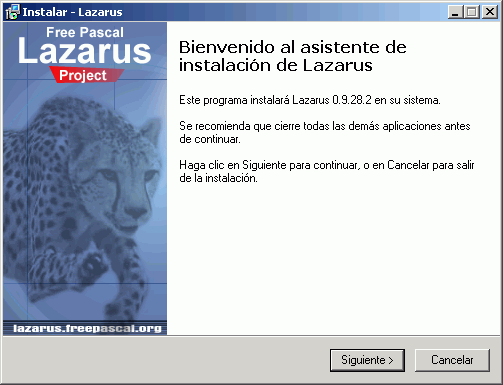 Instalar - Lazarus
Free Pascal
Lazarus
Project
Bienvenido al asistente de
instalación de Lazarus
Este programa instalará Lazarus 0.9.28.2 en su sistema.
Se recomienda que cierre todas las demás aplicaciones antes
de continuar.
Haga clic en Siguiente para continuar, o en Cancelar para salir
de la instalación.
lazarus.freepascal.org
Siguiente >
Cancelar